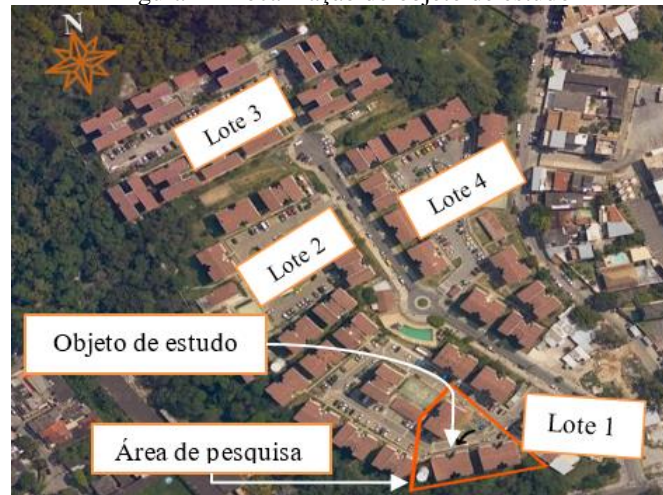 N
Lote 3
Lote 4
Lote 2
Objeto de estudo
Lote 1
Área de pesquisa